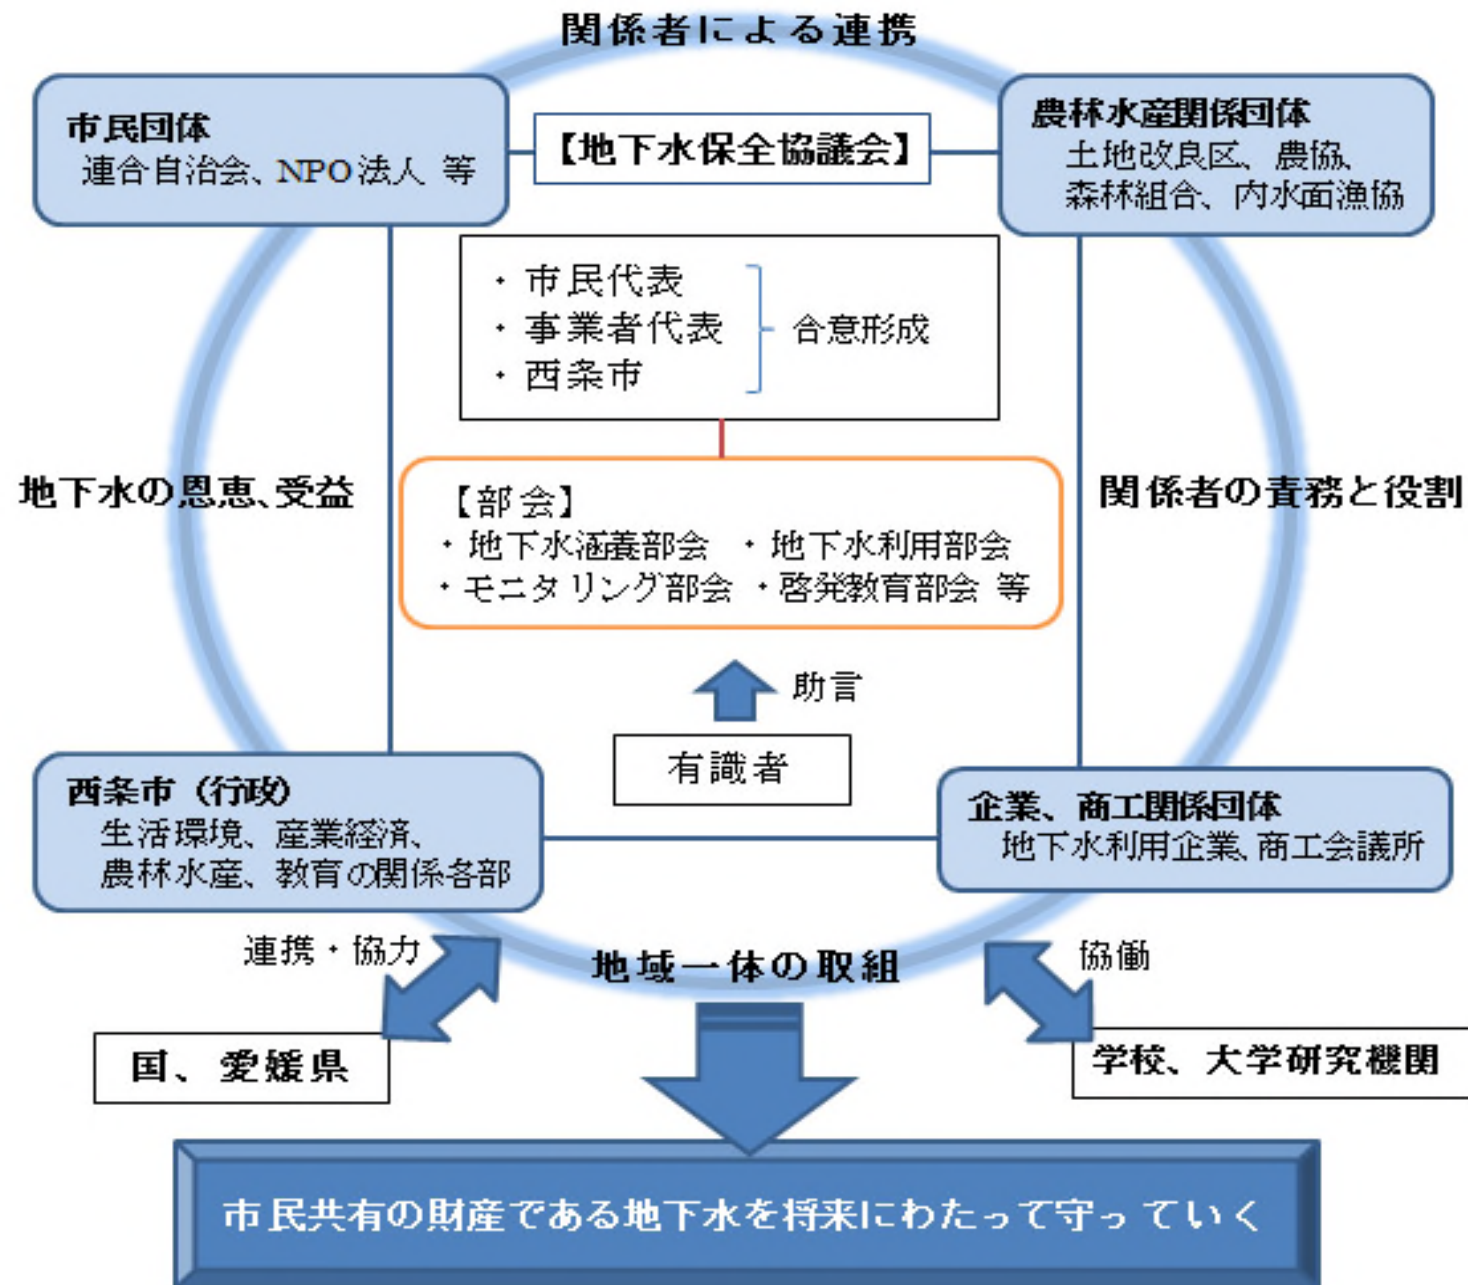 関係者による連携
市民団体
連合自治会、NPO法人 等
【地下水保全協議会】
農林水産関係団体
土地改良区、農協、
森林組合、内水面漁協
・市民代表
・事業者代表
・西条市
合意形成
地下水の恩恵、受益
関係者の責務と役割
【部会】
・地下水涵養部会 ・地下水利用部会
・モニタリング部会 ・啓発教育部会 等
助言
有識者
西条市（行政）
生活環境、産業経済、
農林水産、教育の関係各部
企業、商工関係団体
地下水利用企業、商工会議所
連携・協力
地域一体の取組
協働
国、愛媛県
学校、大学研究機関
市民共有の財産である地下水を将来にわたって守っていく